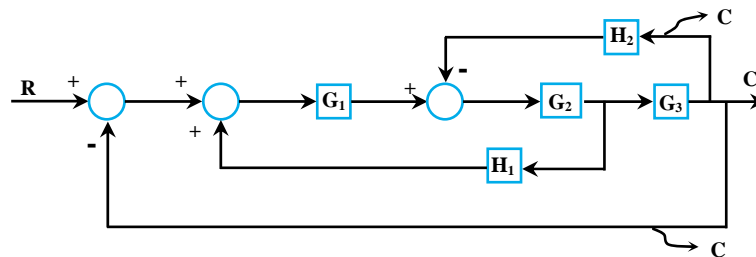 C
H₂
-
R + + G₁ + G₂ G₃ C
+
-
H₁
C